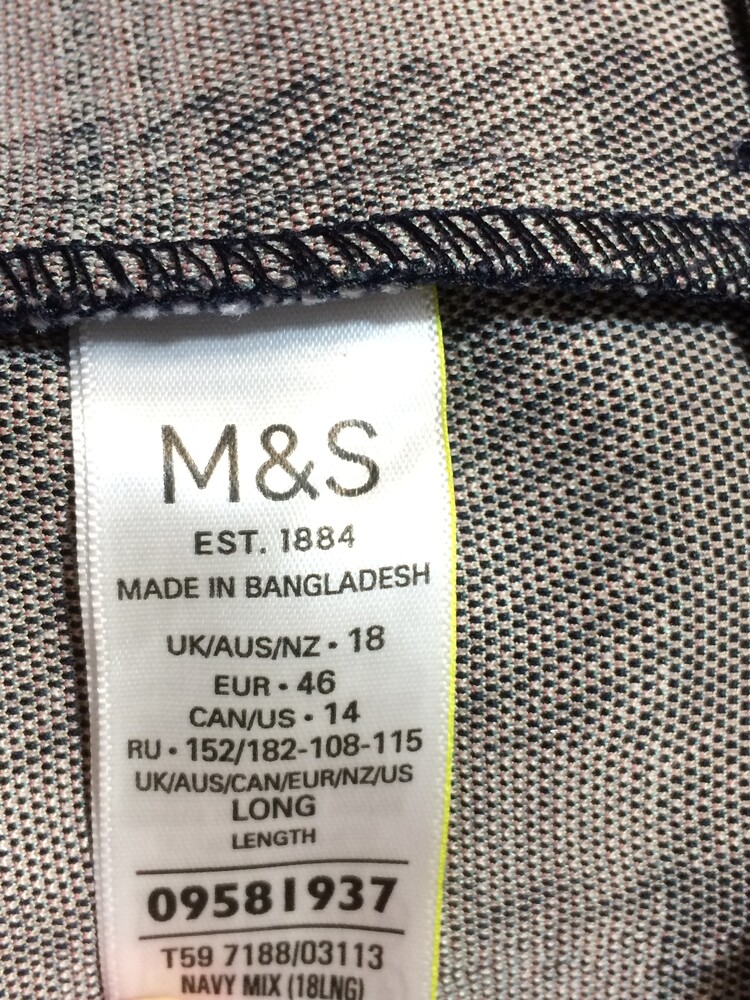 M&S
EST. 1884
MADE IN BANGLADESH
UK/AUS/NZ • 18
EUR • 46
CAN/US • 14
RU • 152/182-108-115
UK/AUS/CAN/EUR/NZ/US
LONG
LENGTH
09581937
T59 7188/03113
NAVY MIX (18LNG)